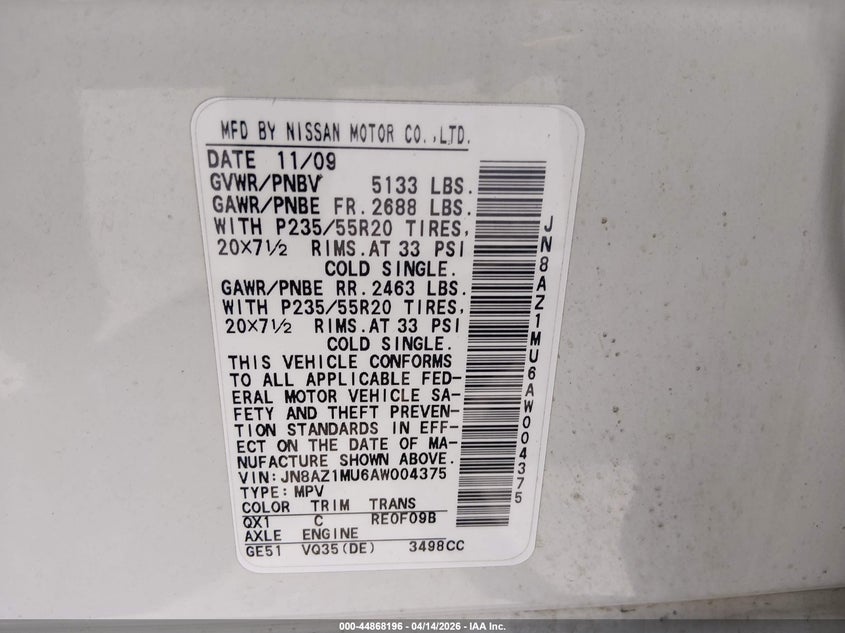 MFD BY NISSAN MOTOR CO.,LTD.
DATE 11/09
GVWR/PNBV 5133 LBS.
GAWR/PNBE FR. 2688 LBS.
WITH P235/55R20 TIRES,
20X7½ RIMS. AT 33 PSI
COLD SINGLE.
GAWR/PNBE RR. 2463 LBS.
WITH P235/55R20 TIRES,
20X7½ RIMS. AT 33 PSI
COLD SINGLE.
THIS VEHICLE CONFORMS
TO ALL APPLICABLE FED-
ERAL MOTOR VEHICLE SA-
FETY AND THEFT PREVEN-
TION STANDARDS IN EFF-
ECT ON THE DATE OF MA-
NUFACTURE SHOWN ABOVE.
VIN: JN8AZ1MU6AW004375
TYPE: MPV
COLOR TRIM TRANS
QX1 C RE0F09B
AXLE ENGINE
GE51 VQ35(DE) 3498CC
JN8AZ1MU6AW004375
000-44868196 - 04/14/2026 - IAA Inc.